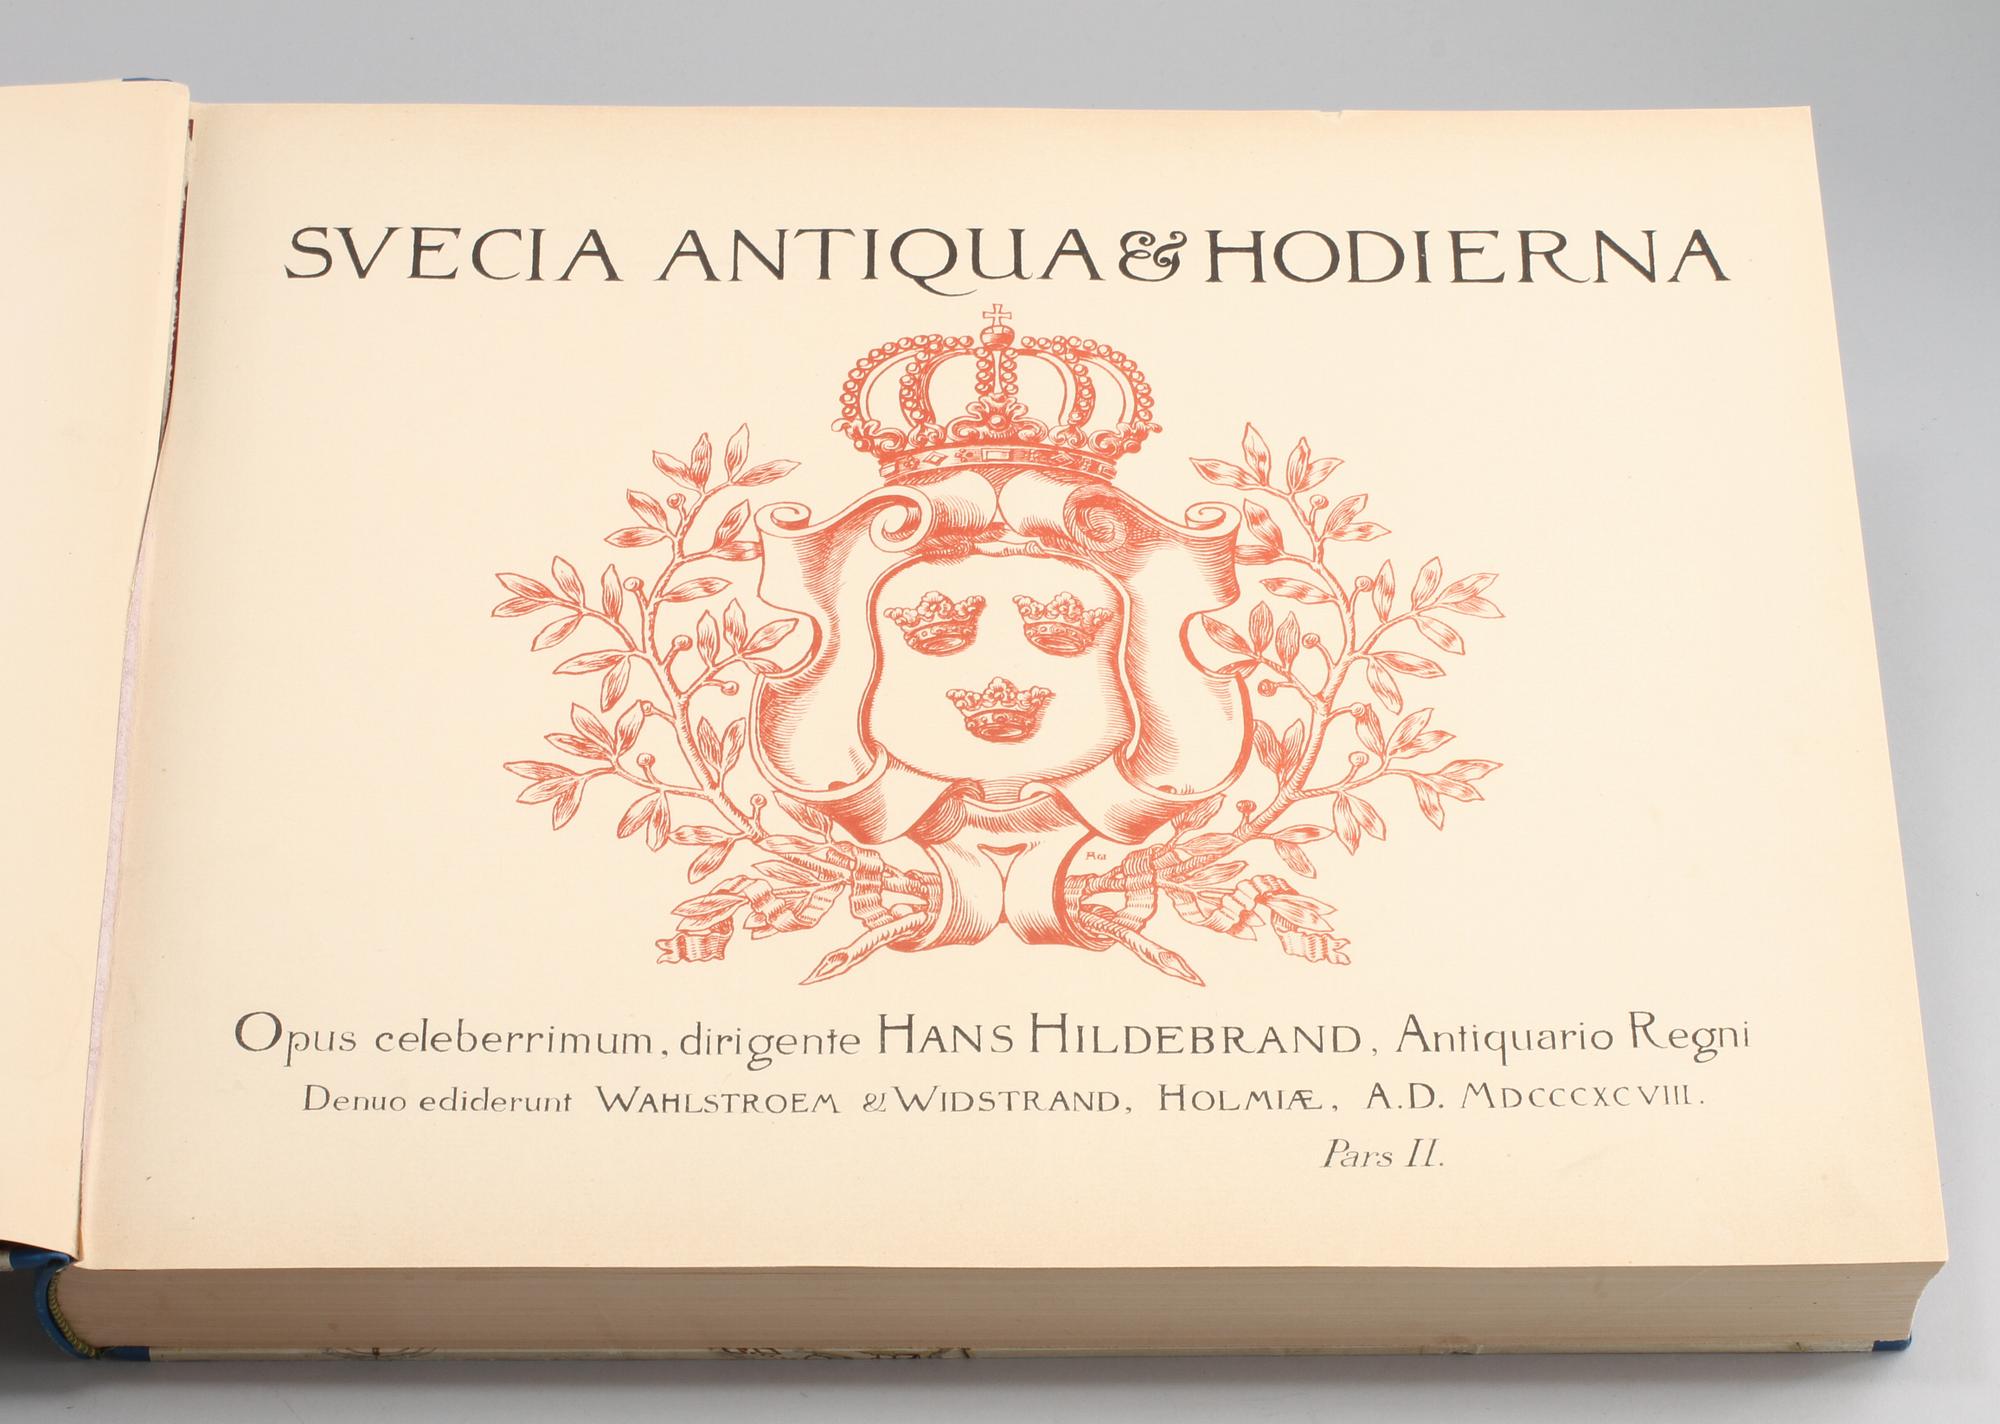 SVECIA ANTIQUA & HODIERNA
Opus celeberrimum, dirigente HANS HILDEBRAND, Antiquario Regni
Denuo ediderunt WAHLSTROEM & WIDSTRAND, HOLMIÆ, A.D. MDCCCXCVIII.
Pars II.